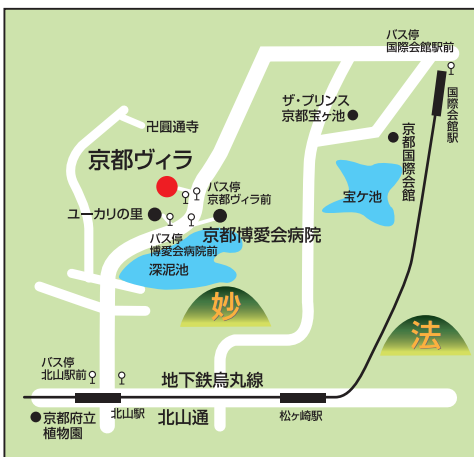 バス停
国際会館駅前
国際会館駅
ザ・プリンス
京都宝ヶ池
京都国際会館
卍圓通寺
京都ヴィラ
バス停
京都ヴィラ前
宝ヶ池
ユーカリの里
京都博愛会病院
バス停
博愛会病院前
深泥池
妙
法
バス停
北山駅前
地下鉄烏丸線
北山駅
北山通
松ヶ崎駅
京都府立
植物園